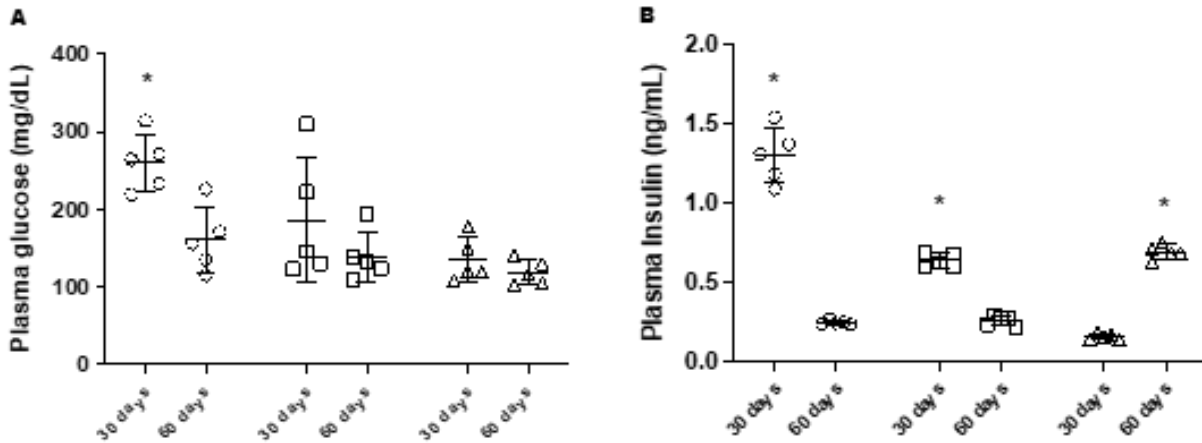 A
Plasma glucose (mg/dL)
400
300
200
100
0
*
30 days
60 days
30 days
60 days
30 days
60 days
B
Plasma Insulin (ng/mL)
2.0
1.5
1.0
0.5
0.0
*
*
*
30 days
60 days
30 days
60 days
30 days
60 days